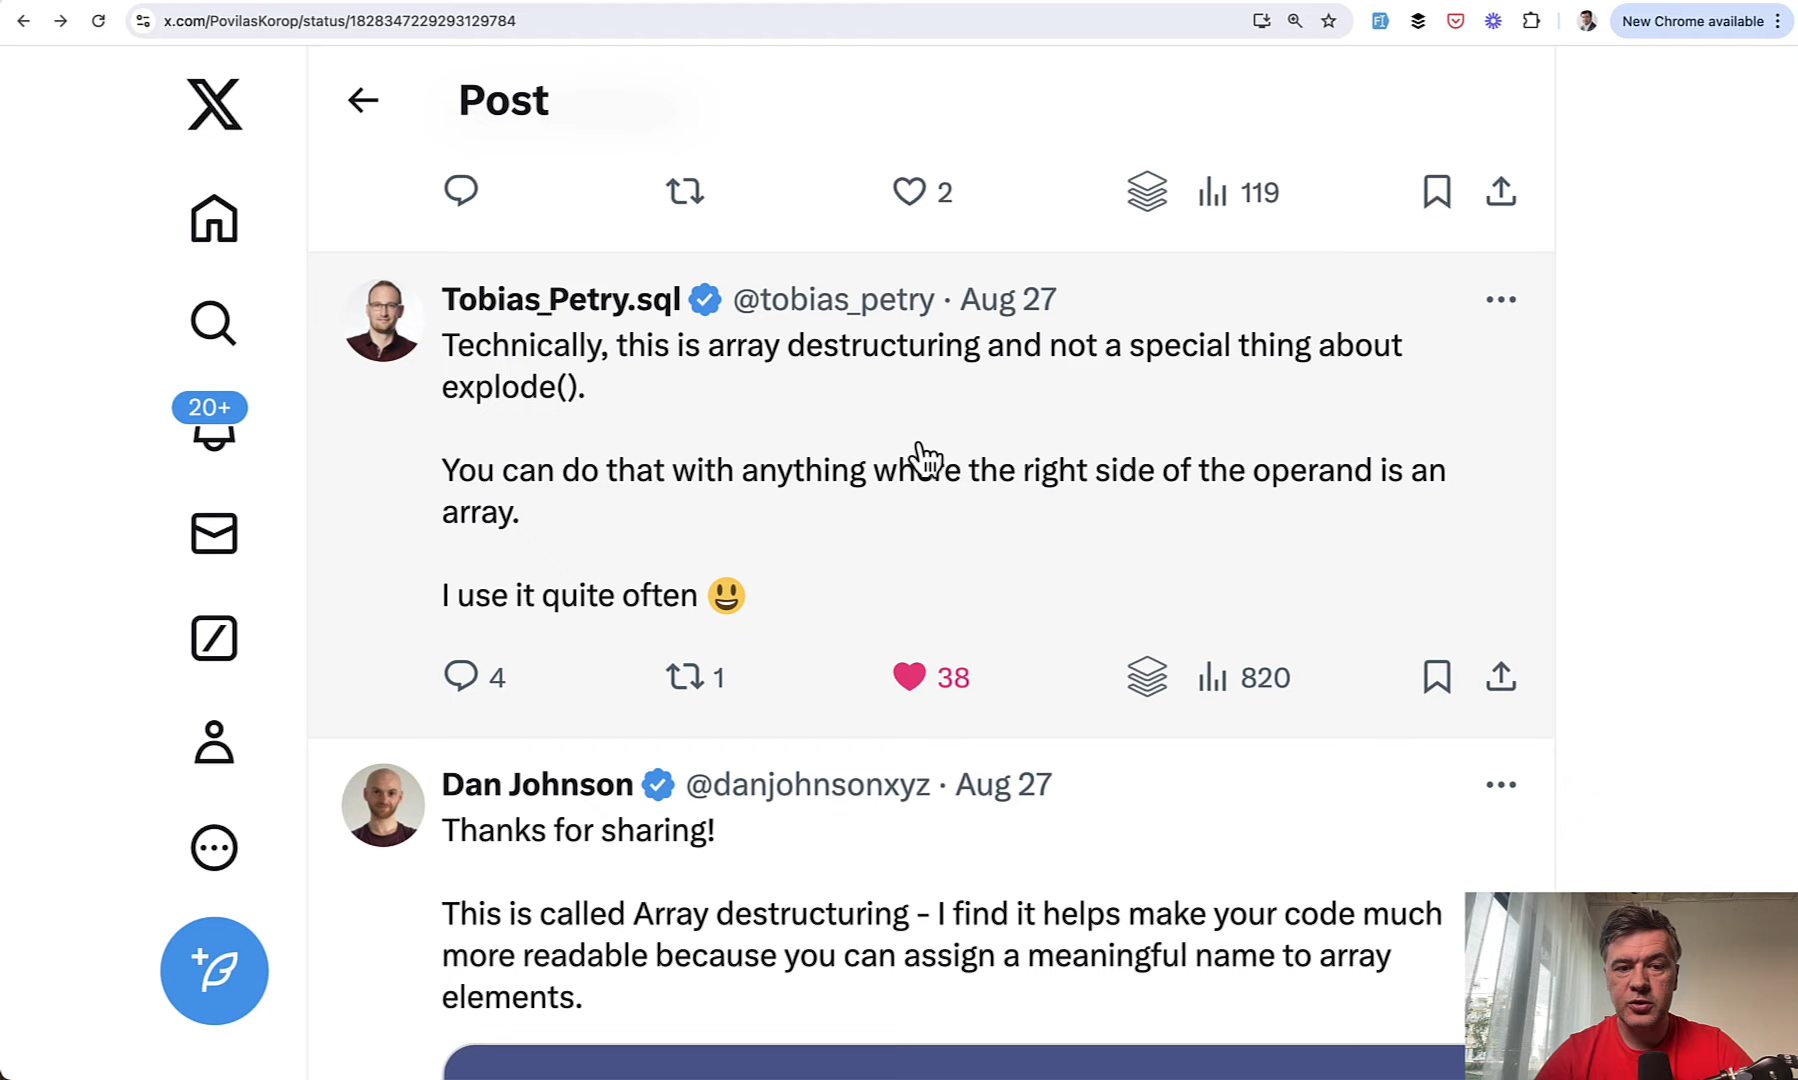 x.com/PovilasKorop/status/1828347229293129784
New Chrome available
Post
2
119
Tobias_Petry.sql @tobias_petry · Aug 27
Technically, this is array destructuring and not a special thing about
explode().
20+
You can do that with anything where the right side of the operand is an
array.
I use it quite often 😃
4
1
38
820
Dan Johnson @danjohnsonxyz · Aug 27
Thanks for sharing!
This is called Array destructuring - I find it helps make your code much
more readable because you can assign a meaningful name to array
elements.